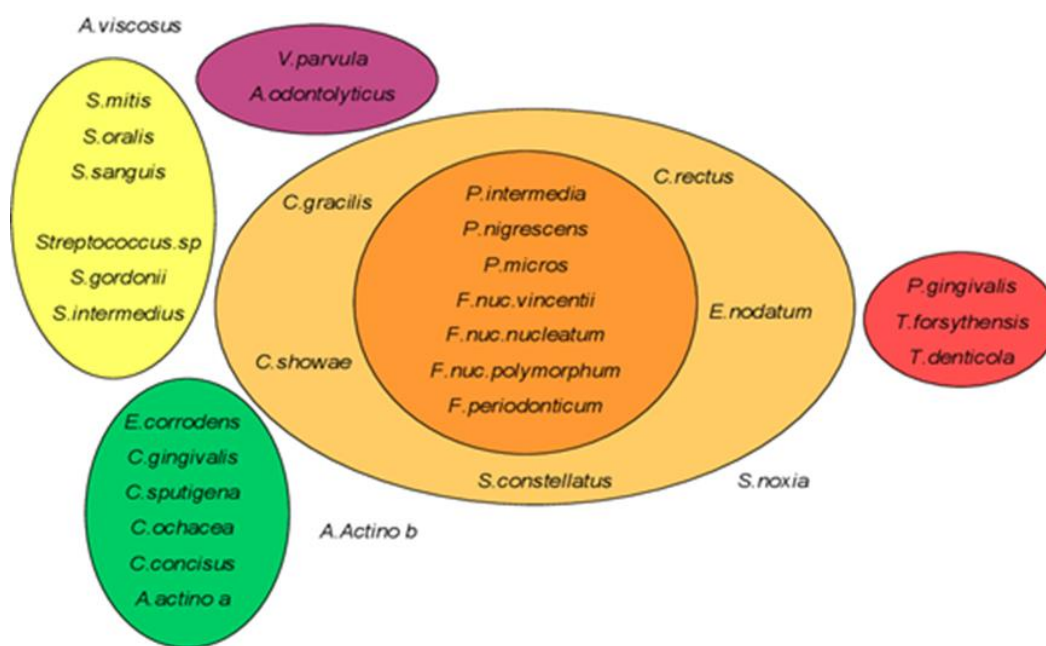 A.viscosus
V.parvula
A.odontolyticus
S.mitis
S.oralis
S.sanguis
Streptococcus.sp
S.gordonii
S.intermedius
C.gracilis
C.rectus
C.showae
E.nodatum
S.constellatus
P.intermedia
P.nigrescens
P.micros
F.nuc.vincentii
F.nuc.nucleatum
F.nuc.polymorphum
F.periodonticum
P.gingivalis
T.forsythensis
T.denticola
E.corrodens
C.gingivalis
C.sputigena
C.ochacea
C.concisus
A.actino a
A.Actino b
S.noxia